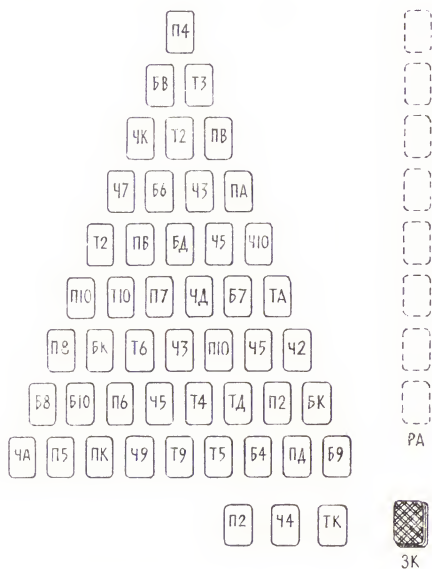 П4
БВ Т3
ЧК Т2 ПВ
Ч7 Б6 Ч3 ПА
Т2 ПВ БД Ч5 Ч10
П10 Т10 П7 ЧД Б7 ТА
П8 БК Т6 Ч3 П10 Ч5 Ч2
Б8 Б10 П6 Ч5 Т4 ТД П2 БК
РА
ЧА П5 ПК Ч9 Т9 Т5 Б4 ПД Б9
П2 Ч4 ТК
ЗК